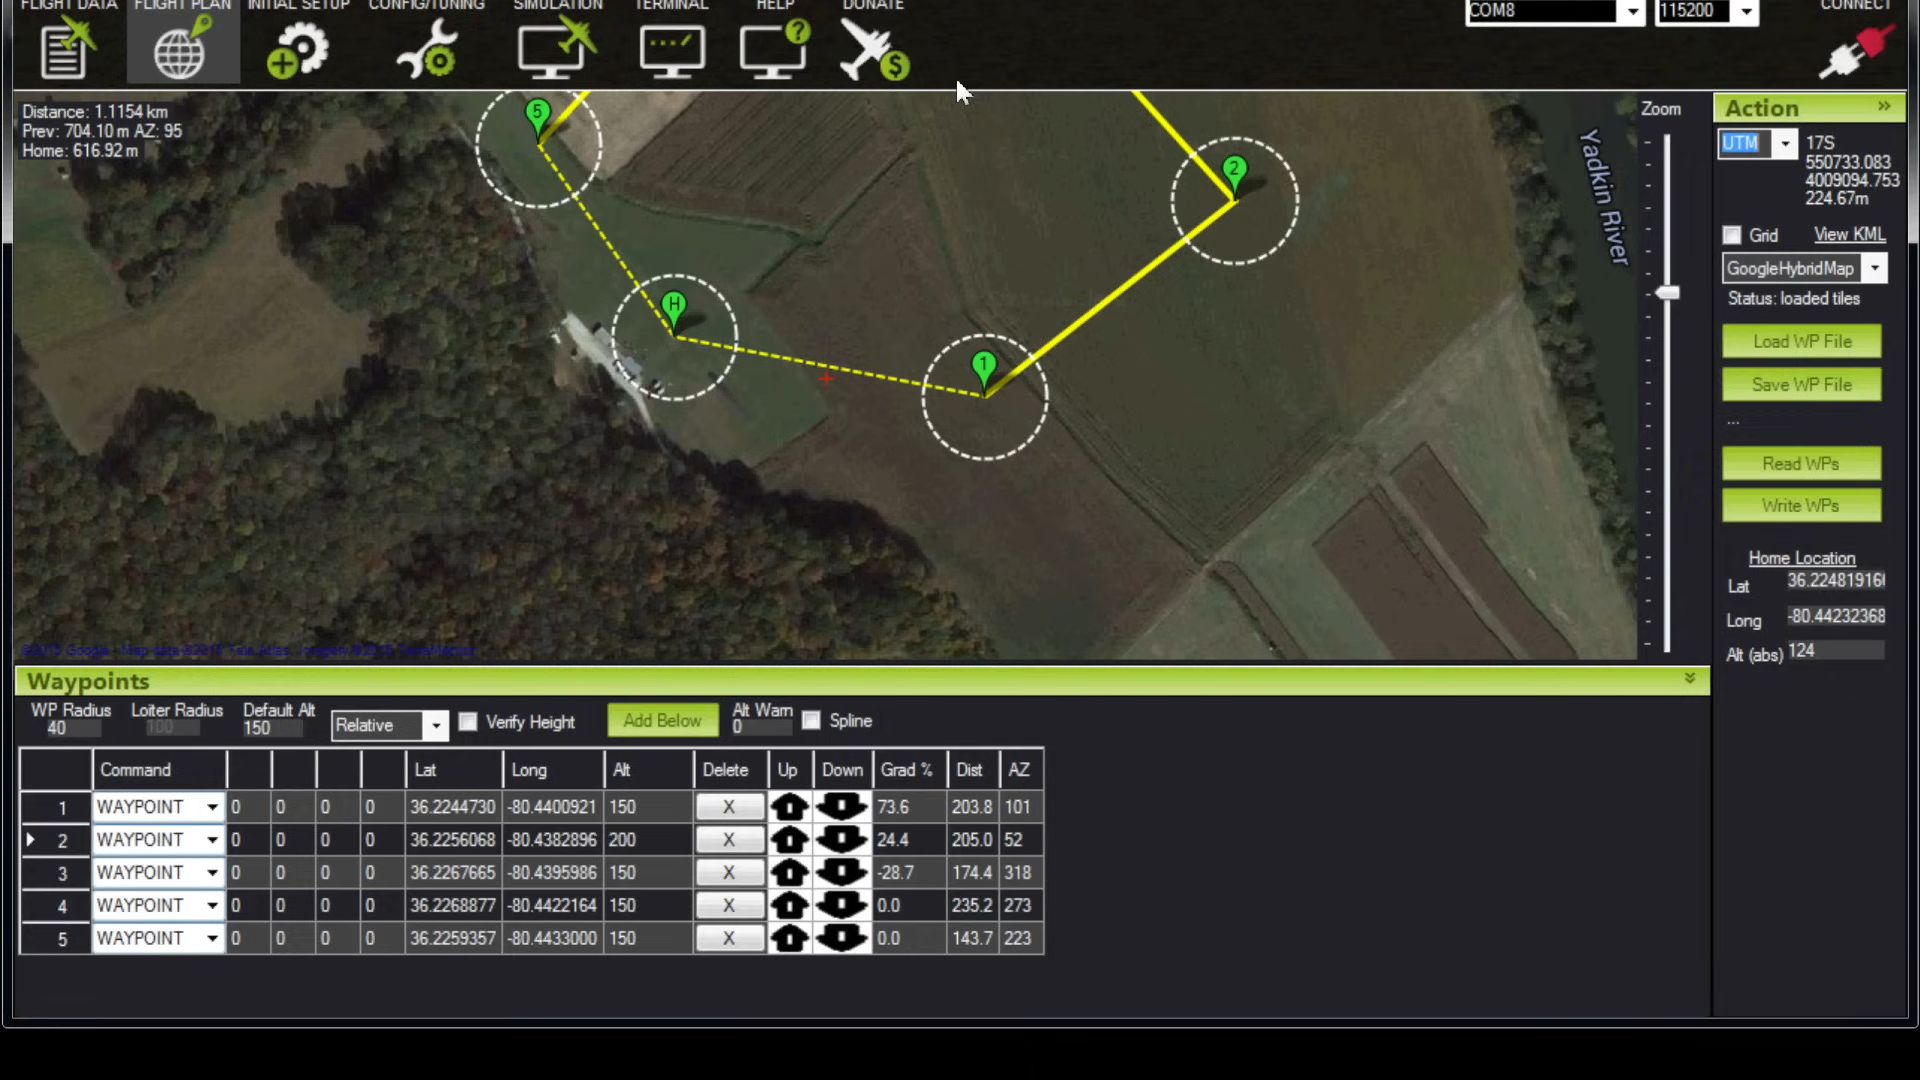 FLIGHT DATA FLIGHT PLAN INITIAL SETUP CONFIG/TUNING SIMULATION TERMINAL HELP DONATE COM8 115200 CONNECT
Distance: 1.1154 km
Prev: 704.10 m AZ: 95
Home: 616.92 m
5
2
H
1
Yadkin River
Zoom
Action
UTM 17S
550733.083
4009094.753
224.67m
Grid View KML
GoogleHybridMap
Status: loaded tiles
Load WP File
Save WP File
...
Read WPs
Write WPs
Home Location
Lat 36.22481916
Long -80.44232368
Alt (abs) 124
Waypoints
WP Radius Loiter Radius Default Alt Alt Warn
40 100 150 Relative Verify Height Add Below 0 Spline
Command Lat Long Alt Delete Up Down Grad % Dist AZ
1 WAYPOINT 0 0 0 0 36.2244730 -80.4400921 150 X 73.6 203.8 101
2 WAYPOINT 0 0 0 0 36.2256068 -80.4382896 200 X 24.4 205.0 52
3 WAYPOINT 0 0 0 0 36.2267665 -80.4395986 150 X -28.7 174.4 318
4 WAYPOINT 0 0 0 0 36.2268877 -80.4422164 150 X 0.0 235.2 273
5 WAYPOINT 0 0 0 0 36.2259357 -80.4433000 150 X 0.0 143.7 223